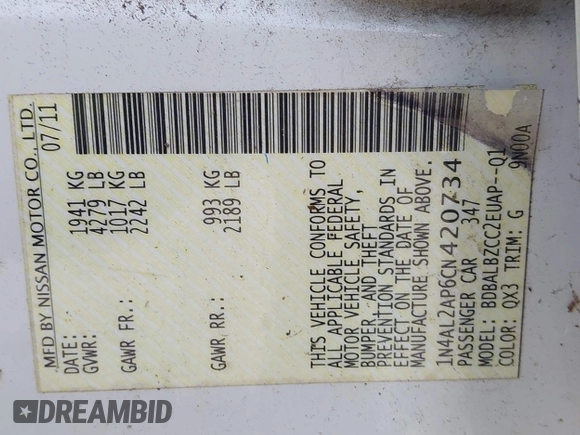 MFD BY NISSAN MOTOR CO., LTD.
DATE: 07/11
GVWR: 1941 KG
4279 LB
GAWR FR.: 1017 KG
2242 LB
GAWR RR.: 993 KG
2189 LB
THIS VEHICLE CONFORMS TO
ALL APPLICABLE FEDERAL
MOTOR VEHICLE SAFETY,
BUMPER, AND THEFT
PREVENTION STANDARDS IN
EFFECT ON THE DATE OF
MANUFACTURE SHOWN ABOVE.
1N4AL2AP6CN420734
PASSENGER CAR 347
MODEL: BDBALBZCC2EUAP--Q1
COLOR: QX3 TRIM: G 9N00A
DREAMBID